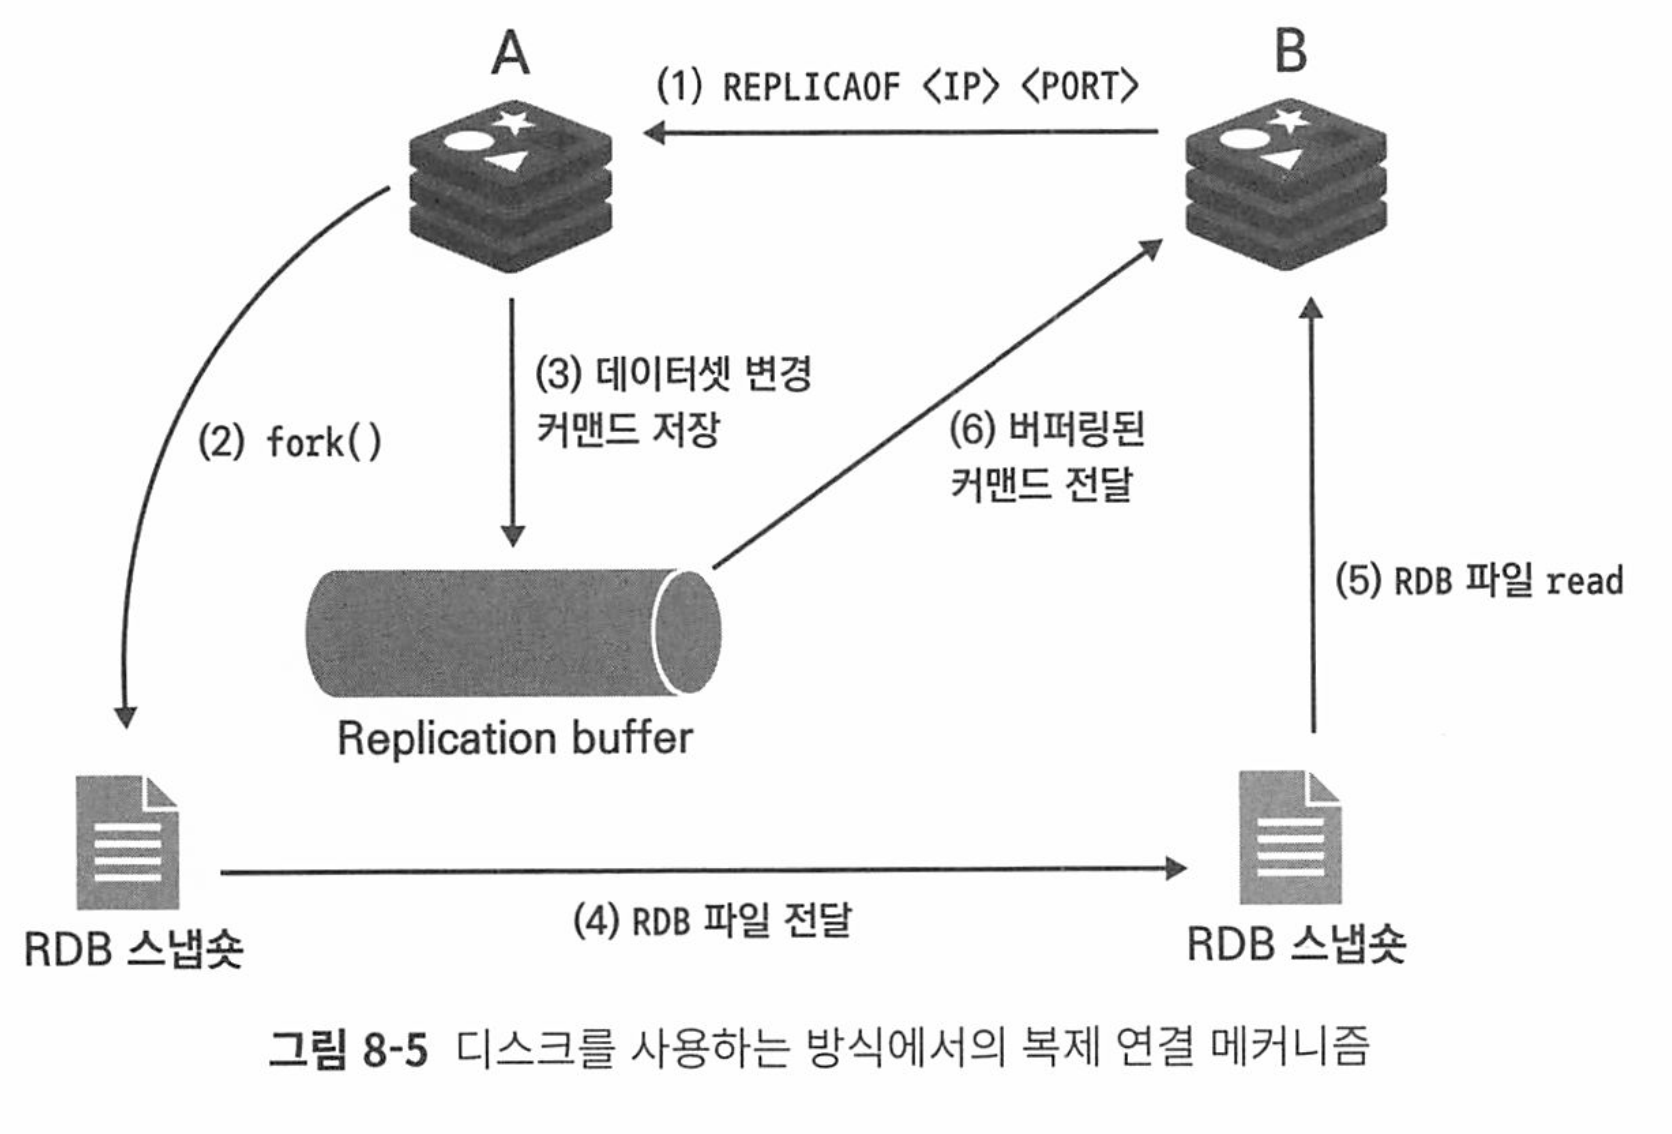 A
B
(1) REPLICAOF <IP> <PORT>
(2) fork()
(3) 데이터셋 변경
커맨드 저장
(6) 버퍼링된
커맨드 전달
(5) RDB 파일 read
Replication buffer
(4) RDB 파일 전달
RDB 스냅숏
RDB 스냅숏
그림 8-5 디스크를 사용하는 방식에서의 복제 연결 메커니즘